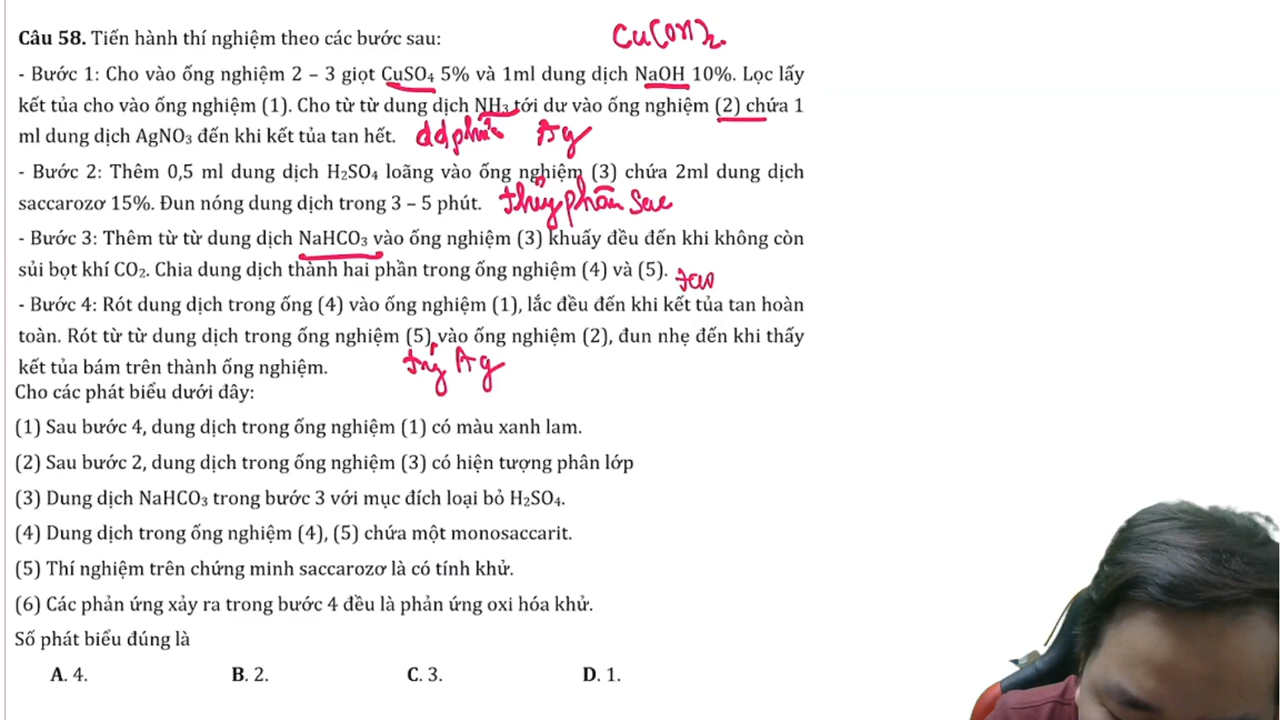 Cu(OH)2.
Câu 58. Tiến hành thí nghiệm theo các bước sau:
- Bước 1: Cho vào ống nghiệm 2 – 3 giọt CuSO₄ 5% và 1ml dung dịch NaOH 10%. Lọc lấy
kết tủa cho vào ống nghiệm (1). Cho từ từ dung dịch NH₃ tới dư vào ống nghiệm (2) chứa 1
ml dung dịch AgNO₃ đến khi kết tủa tan hết.
dd phức Ag
- Bước 2: Thêm 0,5 ml dung dịch H₂SO₄ loãng vào ống nghiệm (3) chứa 2ml dung dịch
saccarozơ 15%. Đun nóng dung dịch trong 3 – 5 phút.
thủy phân Sac
- Bước 3: Thêm từ từ dung dịch NaHCO₃ vào ống nghiệm (3) khuấy đều đến khi không còn
sủi bọt khí CO₂. Chia dung dịch thành hai phần trong ống nghiệm (4) và (5).
- Bước 4: Rót dung dịch trong ống (4) vào ống nghiệm (1), lắc đều đến khi kết tủa tan hoàn
toàn. Rót từ từ dung dịch trong ống nghiệm (5) vào ống nghiệm (2), đun nhẹ đến khi thấy
kết tủa bám trên thành ống nghiệm.
Ag
Cho các phát biểu dưới đây:
(1) Sau bước 4, dung dịch trong ống nghiệm (1) có màu xanh lam.
(2) Sau bước 2, dung dịch trong ống nghiệm (3) có hiện tượng phân lớp
(3) Dung dịch NaHCO₃ trong bước 3 với mục đích loại bỏ H₂SO₄.
(4) Dung dịch trong ống nghiệm (4), (5) chứa một monosaccarit.
(5) Thí nghiệm trên chứng minh saccarozơ là có tính khử.
(6) Các phản ứng xảy ra trong bước 4 đều là phản ứng oxi hóa khử.
Số phát biểu đúng là
A. 4. B. 2. C. 3. D. 1.